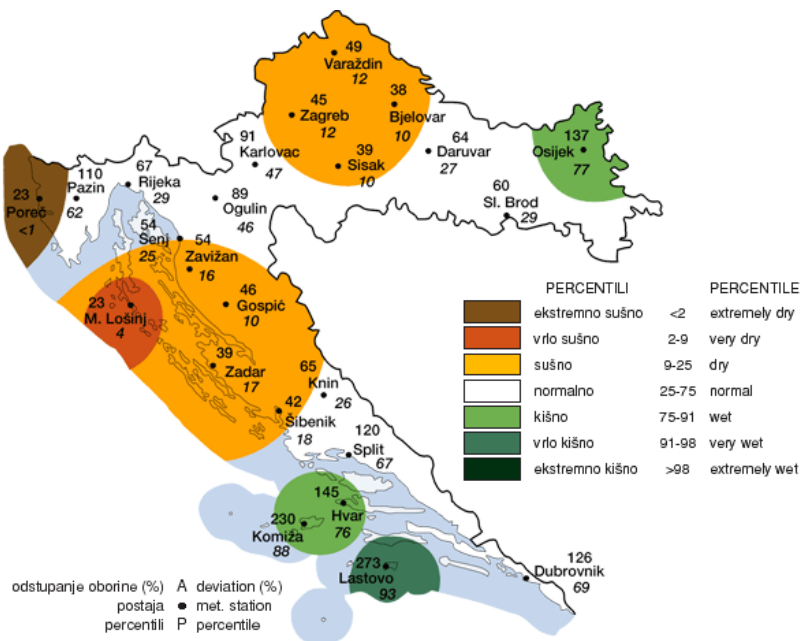 49
Varaždin
12
45
Zagreb
12
38
Bjelovar
10
39
Sisak
10
91
Karlovac
47
64
Daruvar
27
137
Osijek
77
60
Sl. Brod
29
110
Pazin
62
67
Rijeka
29
89
Ogulin
46
23
Poreč
<1
54
Senj
25
54
Zavižan
16
46
Gospić
10
23
M. Lošinj
4
39
Zadar
17
65
Knin
26
42
Šibenik
18
120
Split
67
145
Hvar
76
230
Komiža
88
273
Lastovo
93
126
Dubrovnik
69
PERCENTILI PERCENTILE
ekstremno sušno <2 extremely dry
vrlo sušno 2-9 very dry
sušno 9-25 dry
normalno 25-75 normal
kišno 75-91 wet
vrlo kišno 91-98 very wet
ekstremno kišno >98 extremely wet
odstupanje oborine (%) A deviation (%)
postaja ● met. station
percentili P percentile